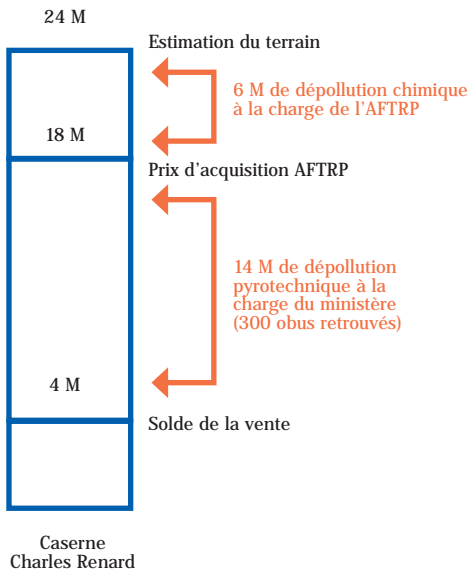 24 M
Estimation du terrain
6 M de dépollution chimique
à la charge de l'AFTRP
18 M
Prix d'acquisition AFTRP
14 M de dépollution
pyrotechnique à la
charge du ministère
(300 obus retrouvés)
4 M
Solde de la vente
Caserne
Charles Renard